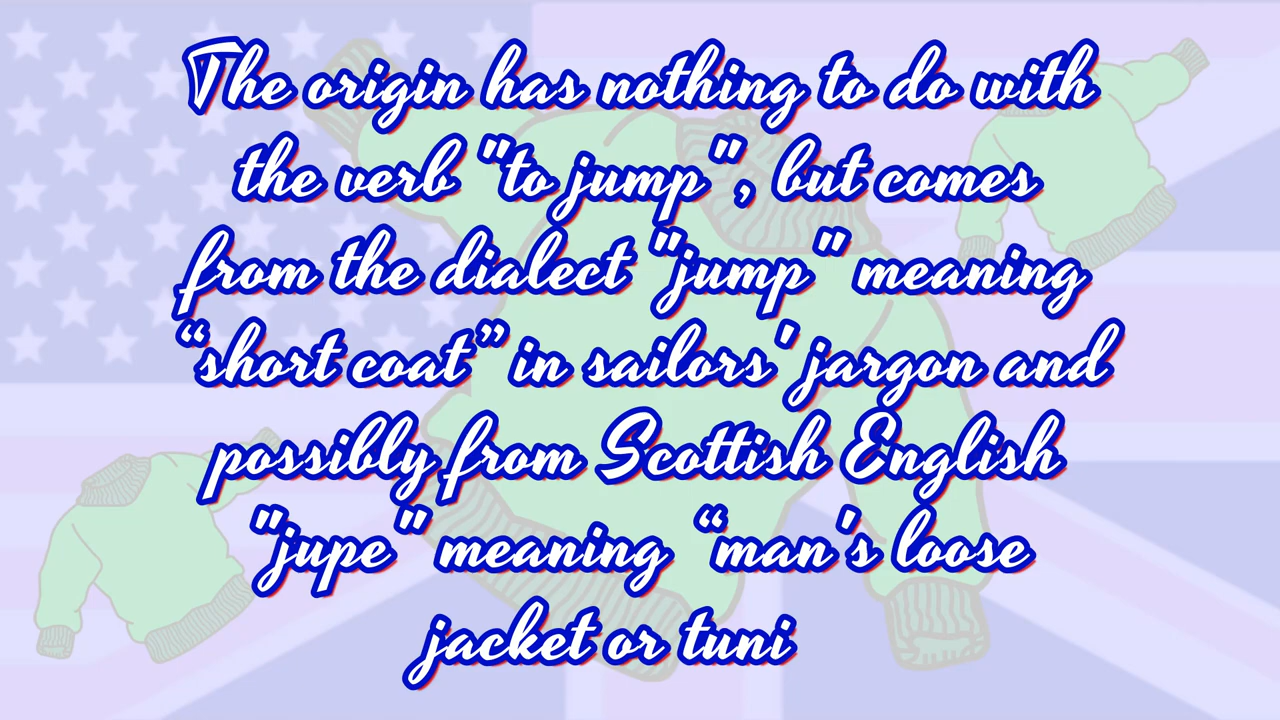 The origin has nothing to do with
the verb "to jump", but comes
from the dialect "jump" meaning
“short coat” in sailors' jargon and
possibly from Scottish English
"jupe" meaning “man's loose
jacket or tuni